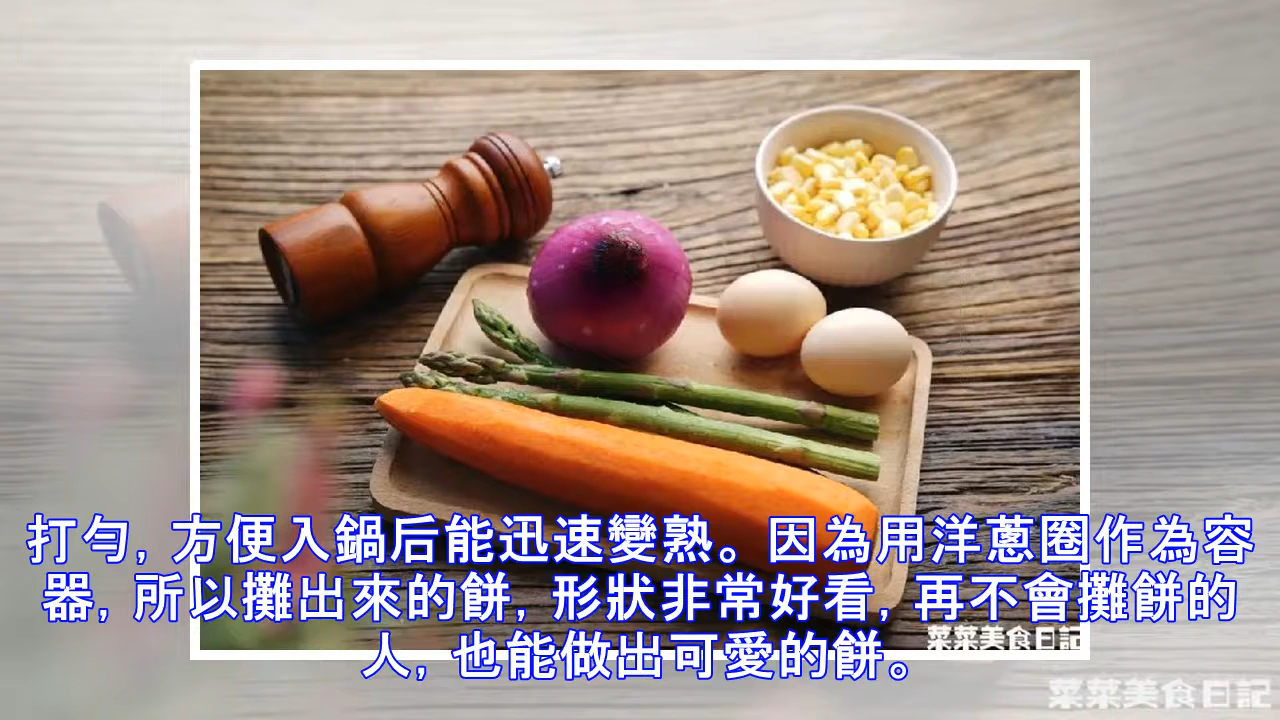 打勻, 方便入鍋后能迅速變熟。因為用洋蔥圈作為容
器, 所以攤出來的餅, 形狀非常好看, 再不會攤餅的
人, 也能做出可愛的餅。
菜菜美食日記
菜菜美食日記